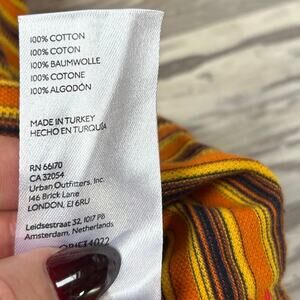 100% COTTON
100% COTON
100% BAUMWOLLE
100% COTONE
100% ALGODÓN
MADE IN TURKEY
HECHO EN TURQUÍA
RN 66170
CA 32054
Urban Outfitters, Inc.
146 Brick Lane
LONDON, E1 6RU
Leidsestraat 32, 1017 PB
Amsterdam, Netherlands